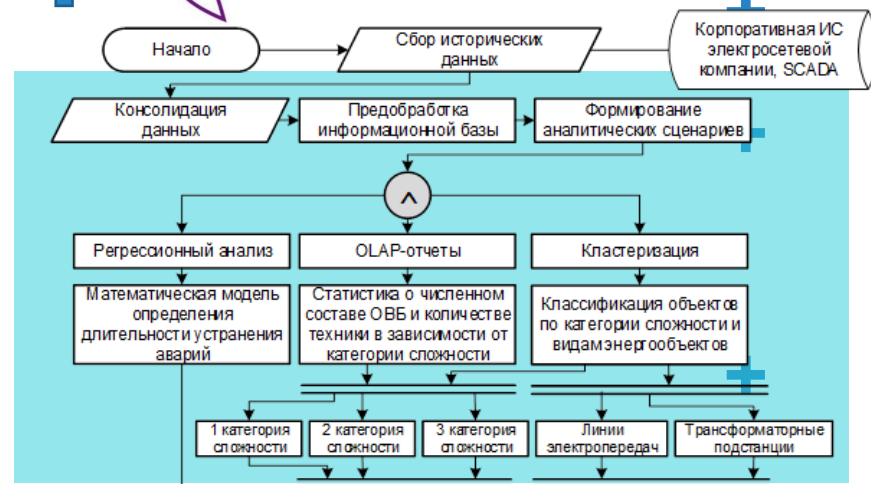 Начало
Сбор исторических
данных
Корпоративная ИС
электросетевой
компании, SCADA
Консолидация
данных
Предобработка
информационной базы
Формирование
аналитических сценариев
^
Регрессионный анализ
OLAP-отчеты
Кластеризация
Математическая модель
определения
длительности устранения
аварий
Статистика о численном
составе ОВБ и количестве
техники в зависимости от
категории сложности
Классификация объектов
по категории сложности и
видам энергообъектов
1 категория
сложности
2 категория
сложности
3 категория
сложности
Линии
электропередач
Трансформаторные
подстанции